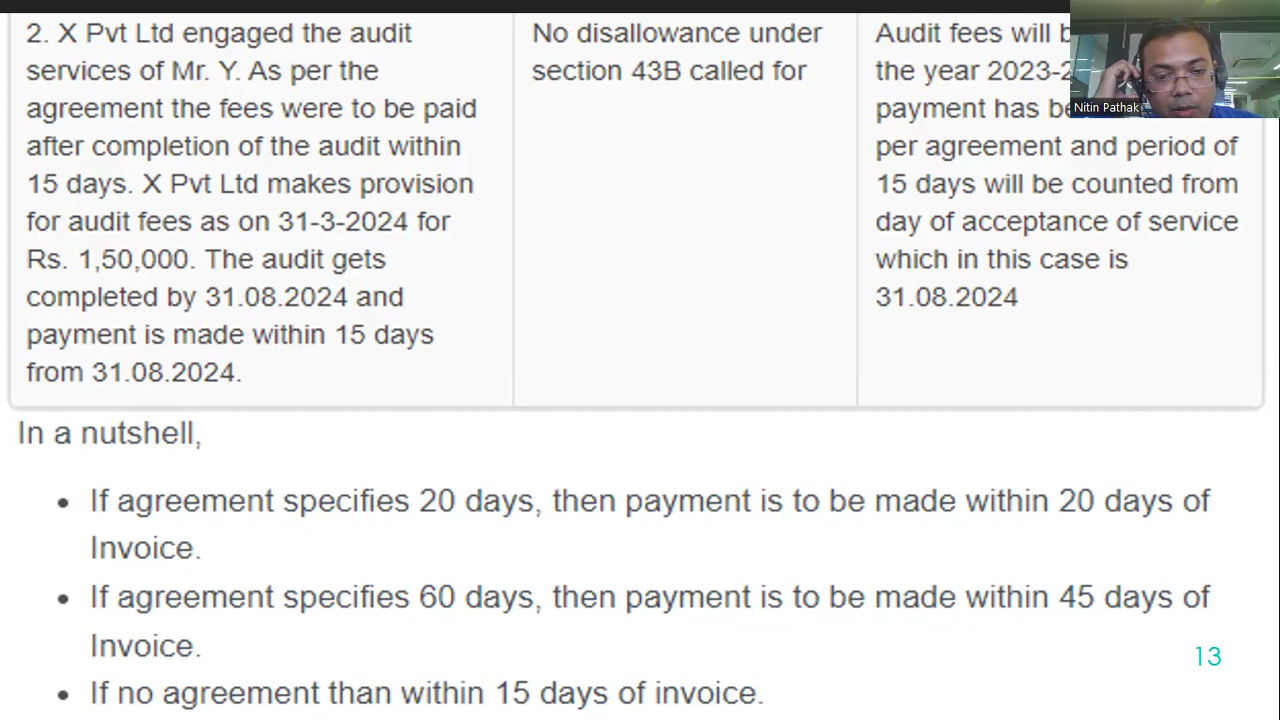 2. X Pvt Ltd engaged the audit
services of Mr. Y. As per the
agreement the fees were to be paid
after completion of the audit within
15 days. X Pvt Ltd makes provision
for audit fees as on 31-3-2024 for
Rs. 1,50,000. The audit gets
completed by 31.08.2024 and
payment is made within 15 days
from 31.08.2024.
No disallowance under
section 43B called for
Audit fees will
the year 2023-2
payment has
per agreement and period of
15 days will be counted from
day of acceptance of service
which in this case is
31.08.2024
Nitin Pathak
In a nutshell,
• If agreement specifies 20 days, then payment is to be made within 20 days of
Invoice.
• If agreement specifies 60 days, then payment is to be made within 45 days of
Invoice.
• If no agreement than within 15 days of invoice.
13